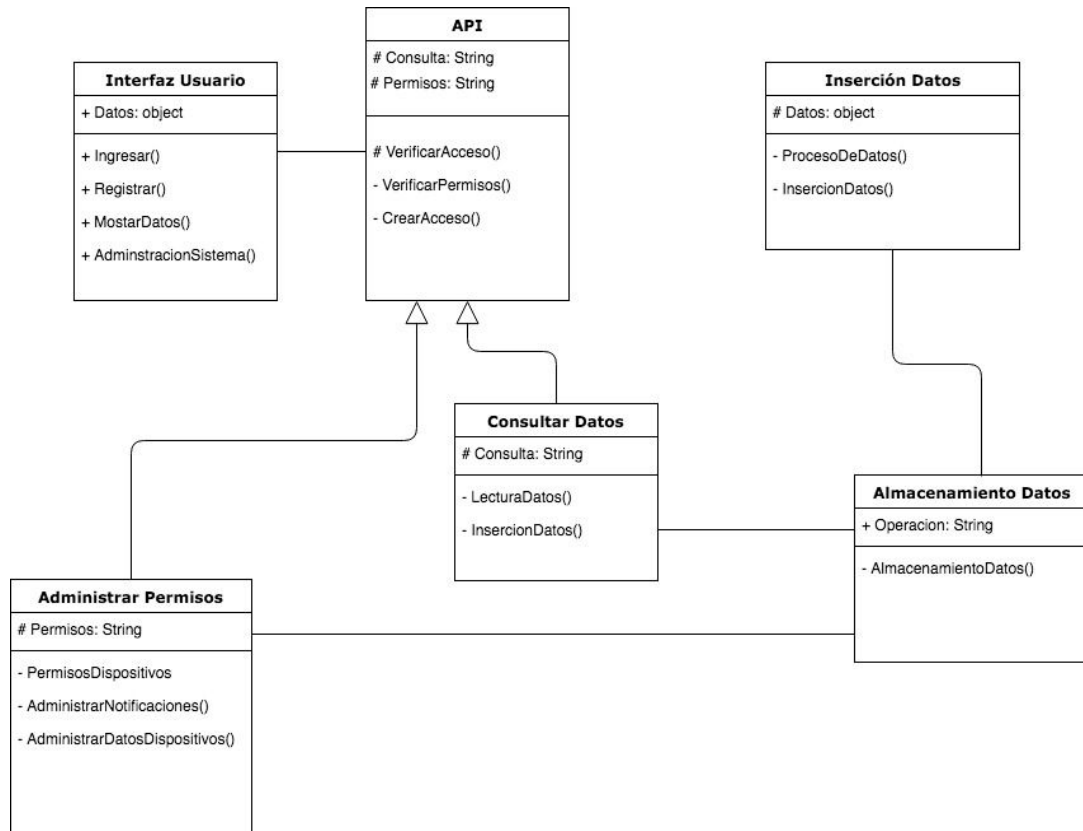 API
# Consulta: String
# Permisos: String
# VerificarAcceso()
- VerificarPermisos()
- CrearAcceso()
Interfaz Usuario
+ Datos: object
+ Ingresar()
+ Registrar()
+ MostarDatos()
+ AdminstracionSistema()
Inserción Datos
# Datos: object
- ProcesoDeDatos()
- InsercionDatos()
Consultar Datos
# Consulta: String
- LecturaDatos()
- InsercionDatos()
Almacenamiento Datos
+ Operacion: String
- AlmacenamientoDatos()
Administrar Permisos
# Permisos: String
- PermisosDispositivos
- AdministrarNotificaciones()
- AdministrarDatosDispositivos()